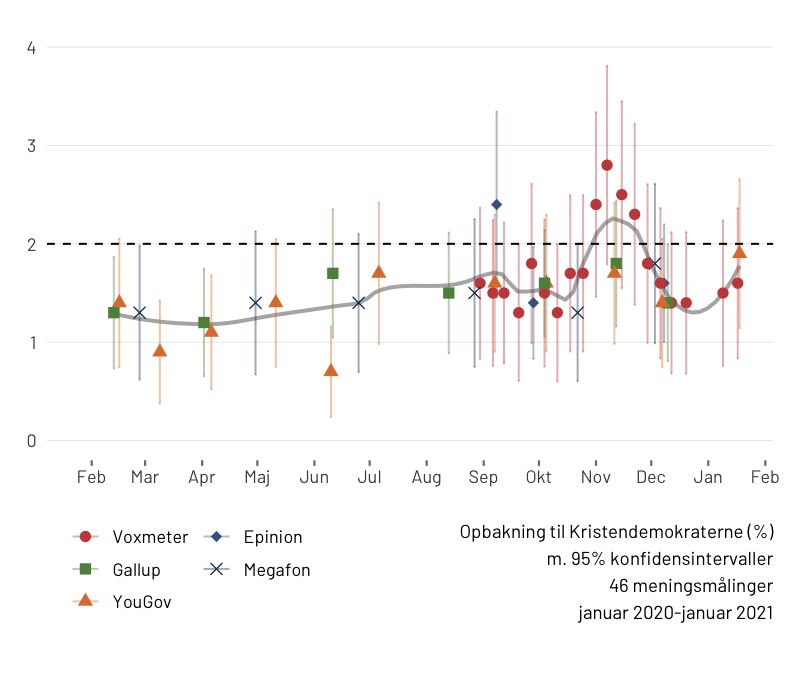 4
3
2
1
0
Feb Mar Apr Maj Jun Jul Aug Sep Okt Nov Dec Jan Feb
Voxmeter
Epinion
Gallup
Megafon
YouGov
Opbakning til Kristendemokraterne (%)
m. 95% konfidensintervaller
46 meningsmålinger
januar 2020-januar 2021